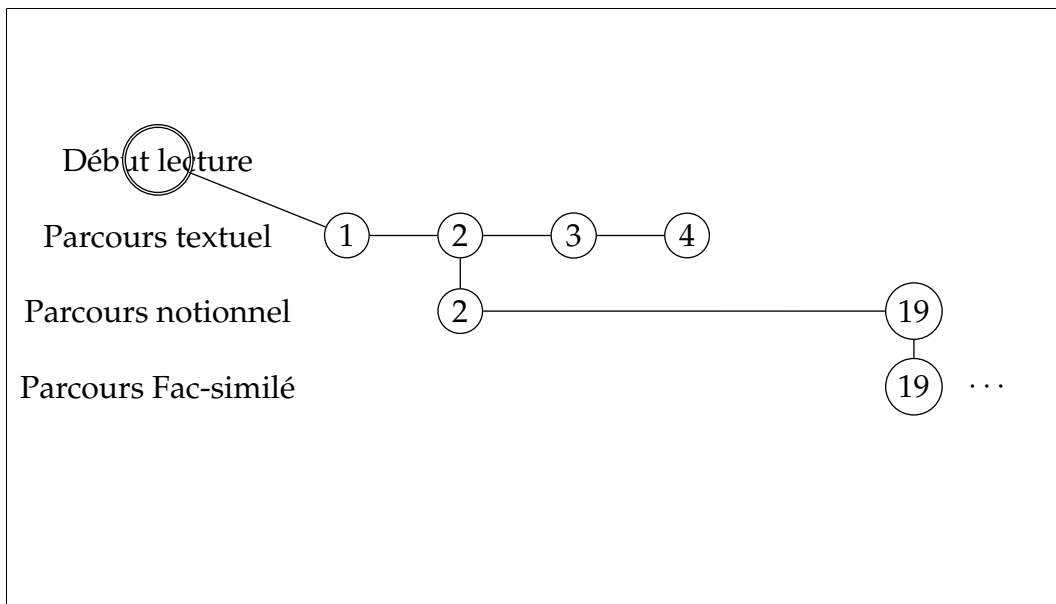 Début lecture
Parcours textuel 1 2 3 4
Parcours notionnel 2 19
Parcours Fac-similé 19 ...